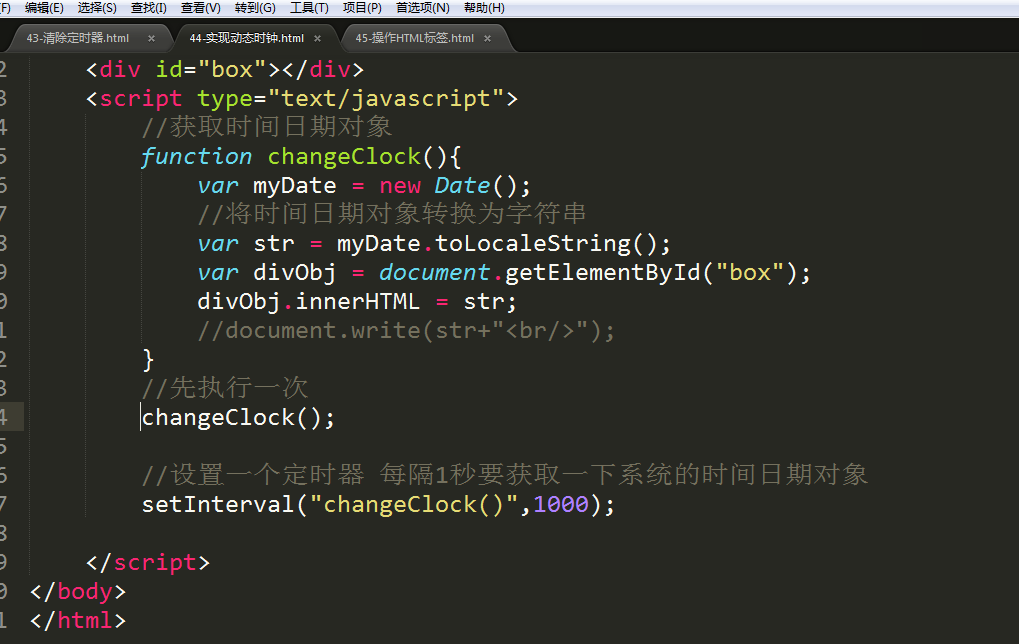 F) 编辑(E) 选择(S) 查找(I) 查看(V) 转到(G) 工具(T) 项目(P) 首选项(N) 帮助(H)
43-清除定时器.html × 44-实现动态时钟.html × 45-操作HTML标签.html ×
2 <div id="box"></div>
3 <script type="text/javascript">
4 //获取时间日期对象
5 function changeClock(){
6 var myDate = new Date();
7 //将时间日期对象转换为字符串
8 var str = myDate.toLocaleString();
9 var divObj = document.getElementById("box");
0 divObj.innerHTML = str;
1 //document.write(str+"<br/>");
2 }
3 //先执行一次
4 changeClock();
5
6 //设置一个定时器 每隔1秒要获取一下系统的时间日期对象
7 setInterval("changeClock()",1000);
8
9 </script>
0 </body>
1 </html>